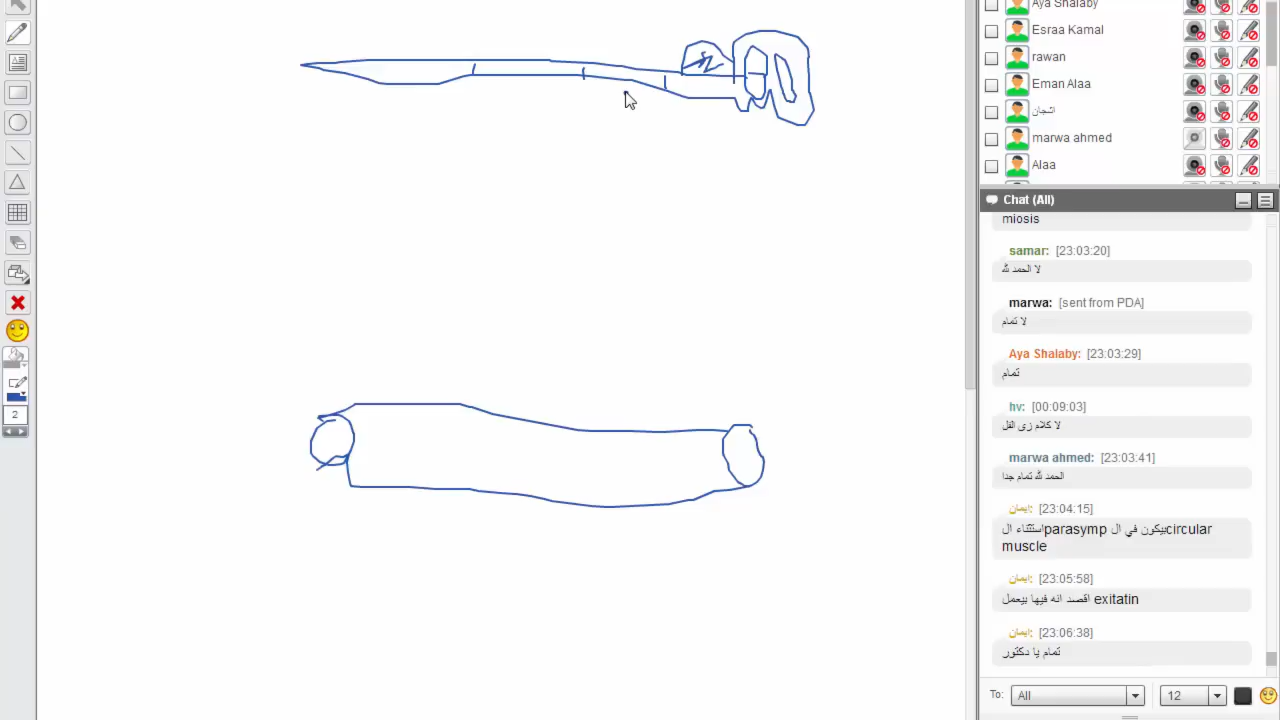 Aya Shalaby
Esraa Kamal
rawan
Eman Alaa
اشجان
marwa ahmed
Alaa
Chat (All)
miosis
samar: [23:03:20]
لا الحمد لله
marwa: [sent from PDA]
لا تمام
Aya Shalaby: [23:03:29]
تمام
hv: [00:09:03]
لا كلام زى الفل
marwa ahmed: [23:03:41]
الحمد لله تمام جدا
ايمان: [23:04:15]
استثناء الparasymp بيكون في الcircular
muscle
ايمان: [23:05:58]
اقصد انه فيها بيعمل exitatin
ايمان: [23:06:38]
تمام يا دكتور
To: All 12
2